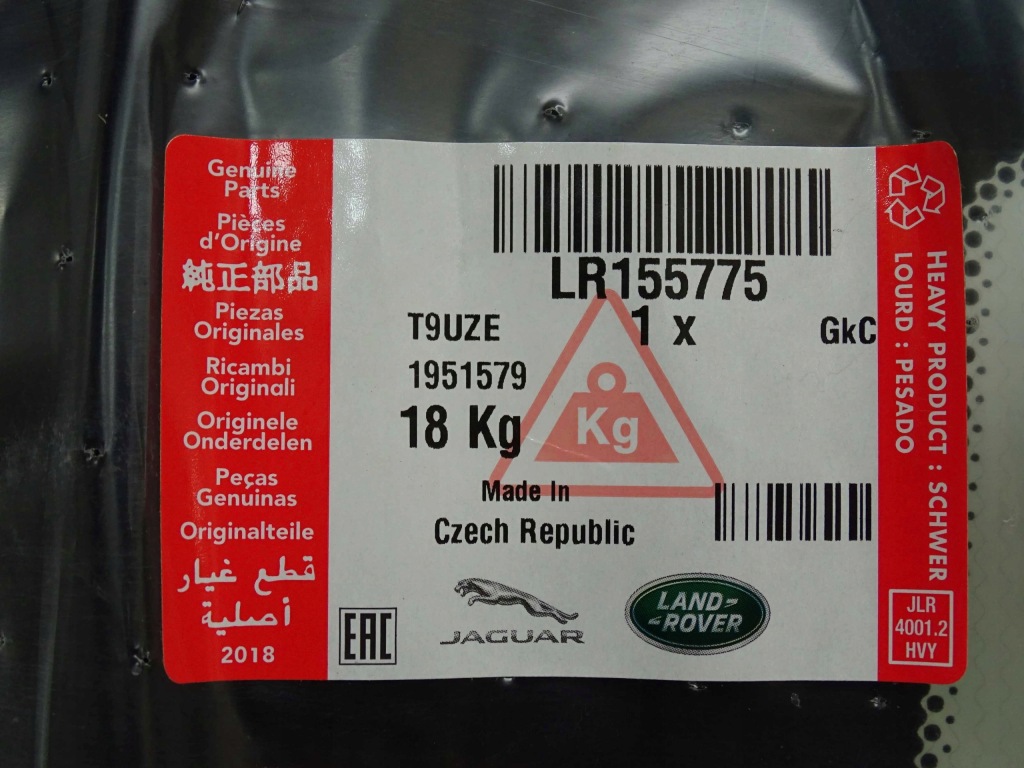 Genuine
Parts
Pièces
d'Origine
純正部品
Piezas
Originales
Ricambi
Originali
Originele
Onderdelen
Peças
Genuinas
Originalteile
قطع غيار
أصلية
2018
LR155775
T9UZE
1 x
GkC
1951579
18 Kg
Kg
Made In
Czech Republic
EAC
JAGUAR
LAND-
-ROVER
HEAVY PRODUCT : SCHWER
LOURD : PESADO
JLR
4001.2
HVY